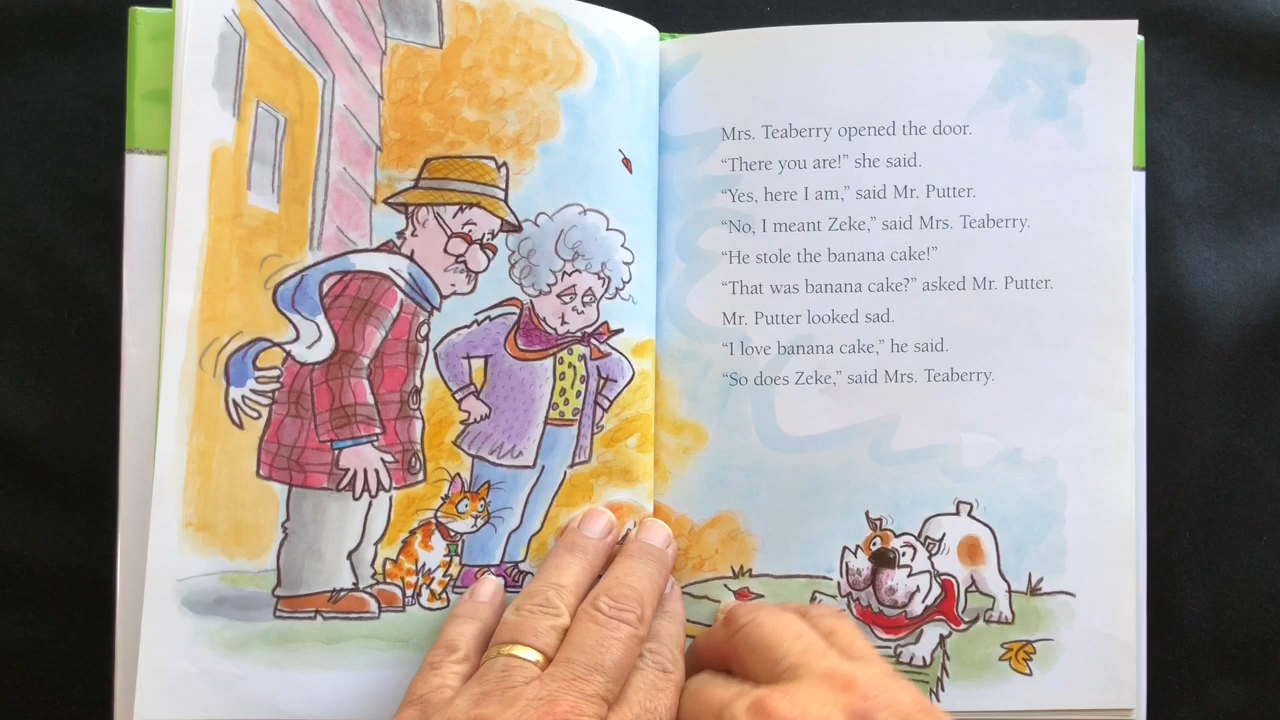 Mrs. Teaberry opened the door.
“There you are!” she said.
“Yes, here I am,” said Mr. Putter.
“No, I meant Zeke,” said Mrs. Teaberry.
“He stole the banana cake!”
“That was banana cake?” asked Mr. Putter.
Mr. Putter looked sad.
“I love banana cake,” he said.
“So does Zeke,” said Mrs. Teaberry.